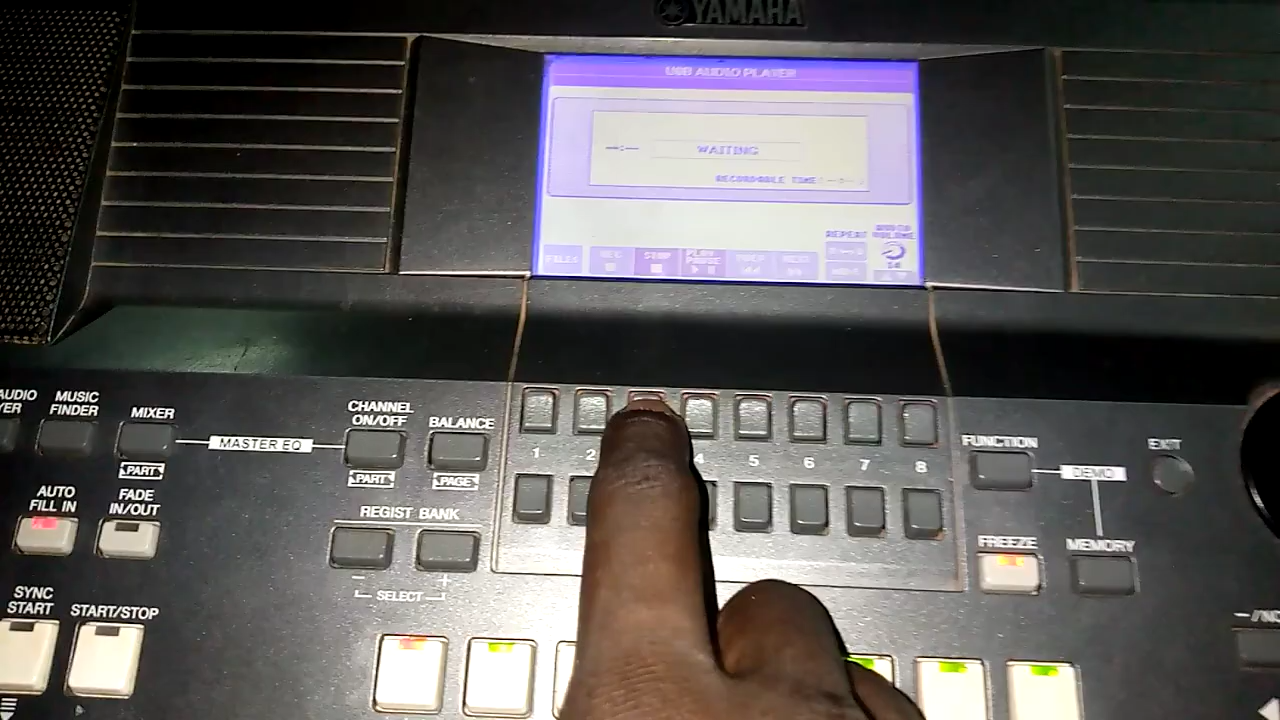 YAMAHA
USB AUDIO PLAYER
WAITING
RECORDABLE TIME
REPEAT
AUDIO VOLUME
FILES
REC
STOP
PLAY PAUSE
PREV
NEXT
14
AUDIO
MUSIC FINDER
MIXER
MASTER EQ
CHANNEL ON/OFF
BALANCE
PART
PART
PAGE
AUTO FILL IN
FADE IN/OUT
REGIST BANK
- +
SELECT
SYNC START
START/STOP
1 2 4 5 6 7 8
FUNCTION
DEMO
EXIT
FREEZE
MEMORY